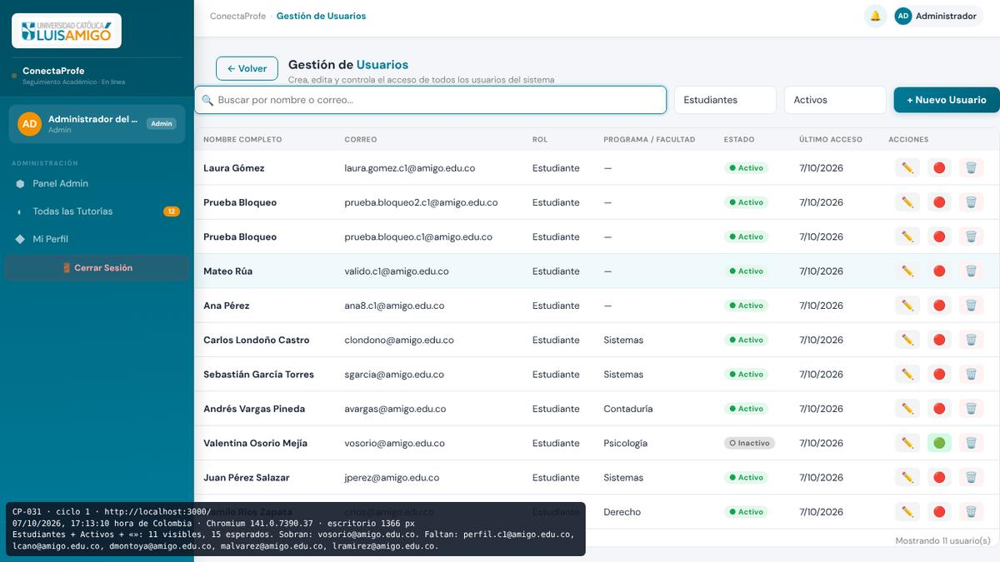 UNIVERSIDAD CATÓLICA
LUISAMIGÓ
ConectaProfe
Seguimiento Académico · En línea
AD
Administrador del ...
Admin
Admin
ADMINISTRACIÓN
Panel Admin
Todas las Tutorías
12
Mi Perfil
Cerrar Sesión
ConectaProfe › Gestión de Usuarios
AD Administrador
← Volver
Gestión de Usuarios
Crea, edita y controla el acceso de todos los usuarios del sistema
Buscar por nombre o correo...
Estudiantes
Activos
+ Nuevo Usuario
NOMBRE COMPLETO CORREO ROL PROGRAMA / FACULTAD ESTADO ÚLTIMO ACCESO ACCIONES
Laura Gómez laura.gomez.c1@amigo.edu.co Estudiante — Activo 7/10/2026
Prueba Bloqueo prueba.bloqueo2.c1@amigo.edu.co Estudiante — Activo 7/10/2026
Prueba Bloqueo prueba.bloqueo.c1@amigo.edu.co Estudiante — Activo 7/10/2026
Mateo Rúa valido.c1@amigo.edu.co Estudiante — Activo 7/10/2026
Ana Pérez ana8.c1@amigo.edu.co Estudiante — Activo 7/10/2026
Carlos Londoño Castro clondono@amigo.edu.co Estudiante Sistemas Activo 7/10/2026
Sebastián García Torres sgarcia@amigo.edu.co Estudiante Sistemas Activo 7/10/2026
Andrés Vargas Pineda avargas@amigo.edu.co Estudiante Contaduría Activo 7/10/2026
Valentina Osorio Mejía vosorio@amigo.edu.co Estudiante Psicología Inactivo 7/10/2026
Juan Pérez Salazar jperez@amigo.edu.co Estudiante Sistemas Activo 7/10/2026
Camilo Ríos Zapata crios@amigo.edu.co Estudiante Derecho Activo 7/10/2026
Mostrando 11 usuario(s)
CP-031 · ciclo 1 · http://localhost:3000/
07/10/2026, 17:13:10 hora de Colombia · Chromium 141.0.7390.37 · escritorio 1366 px
Estudiantes + Activos + «»: 11 visibles, 15 esperados. Sobran: vosorio@amigo.edu.co. Faltan: perfil.c1@amigo.edu.co,
lcano@amigo.edu.co, dmontoya@amigo.edu.co, malvarez@amigo.edu.co, lramirez@amigo.edu.co.